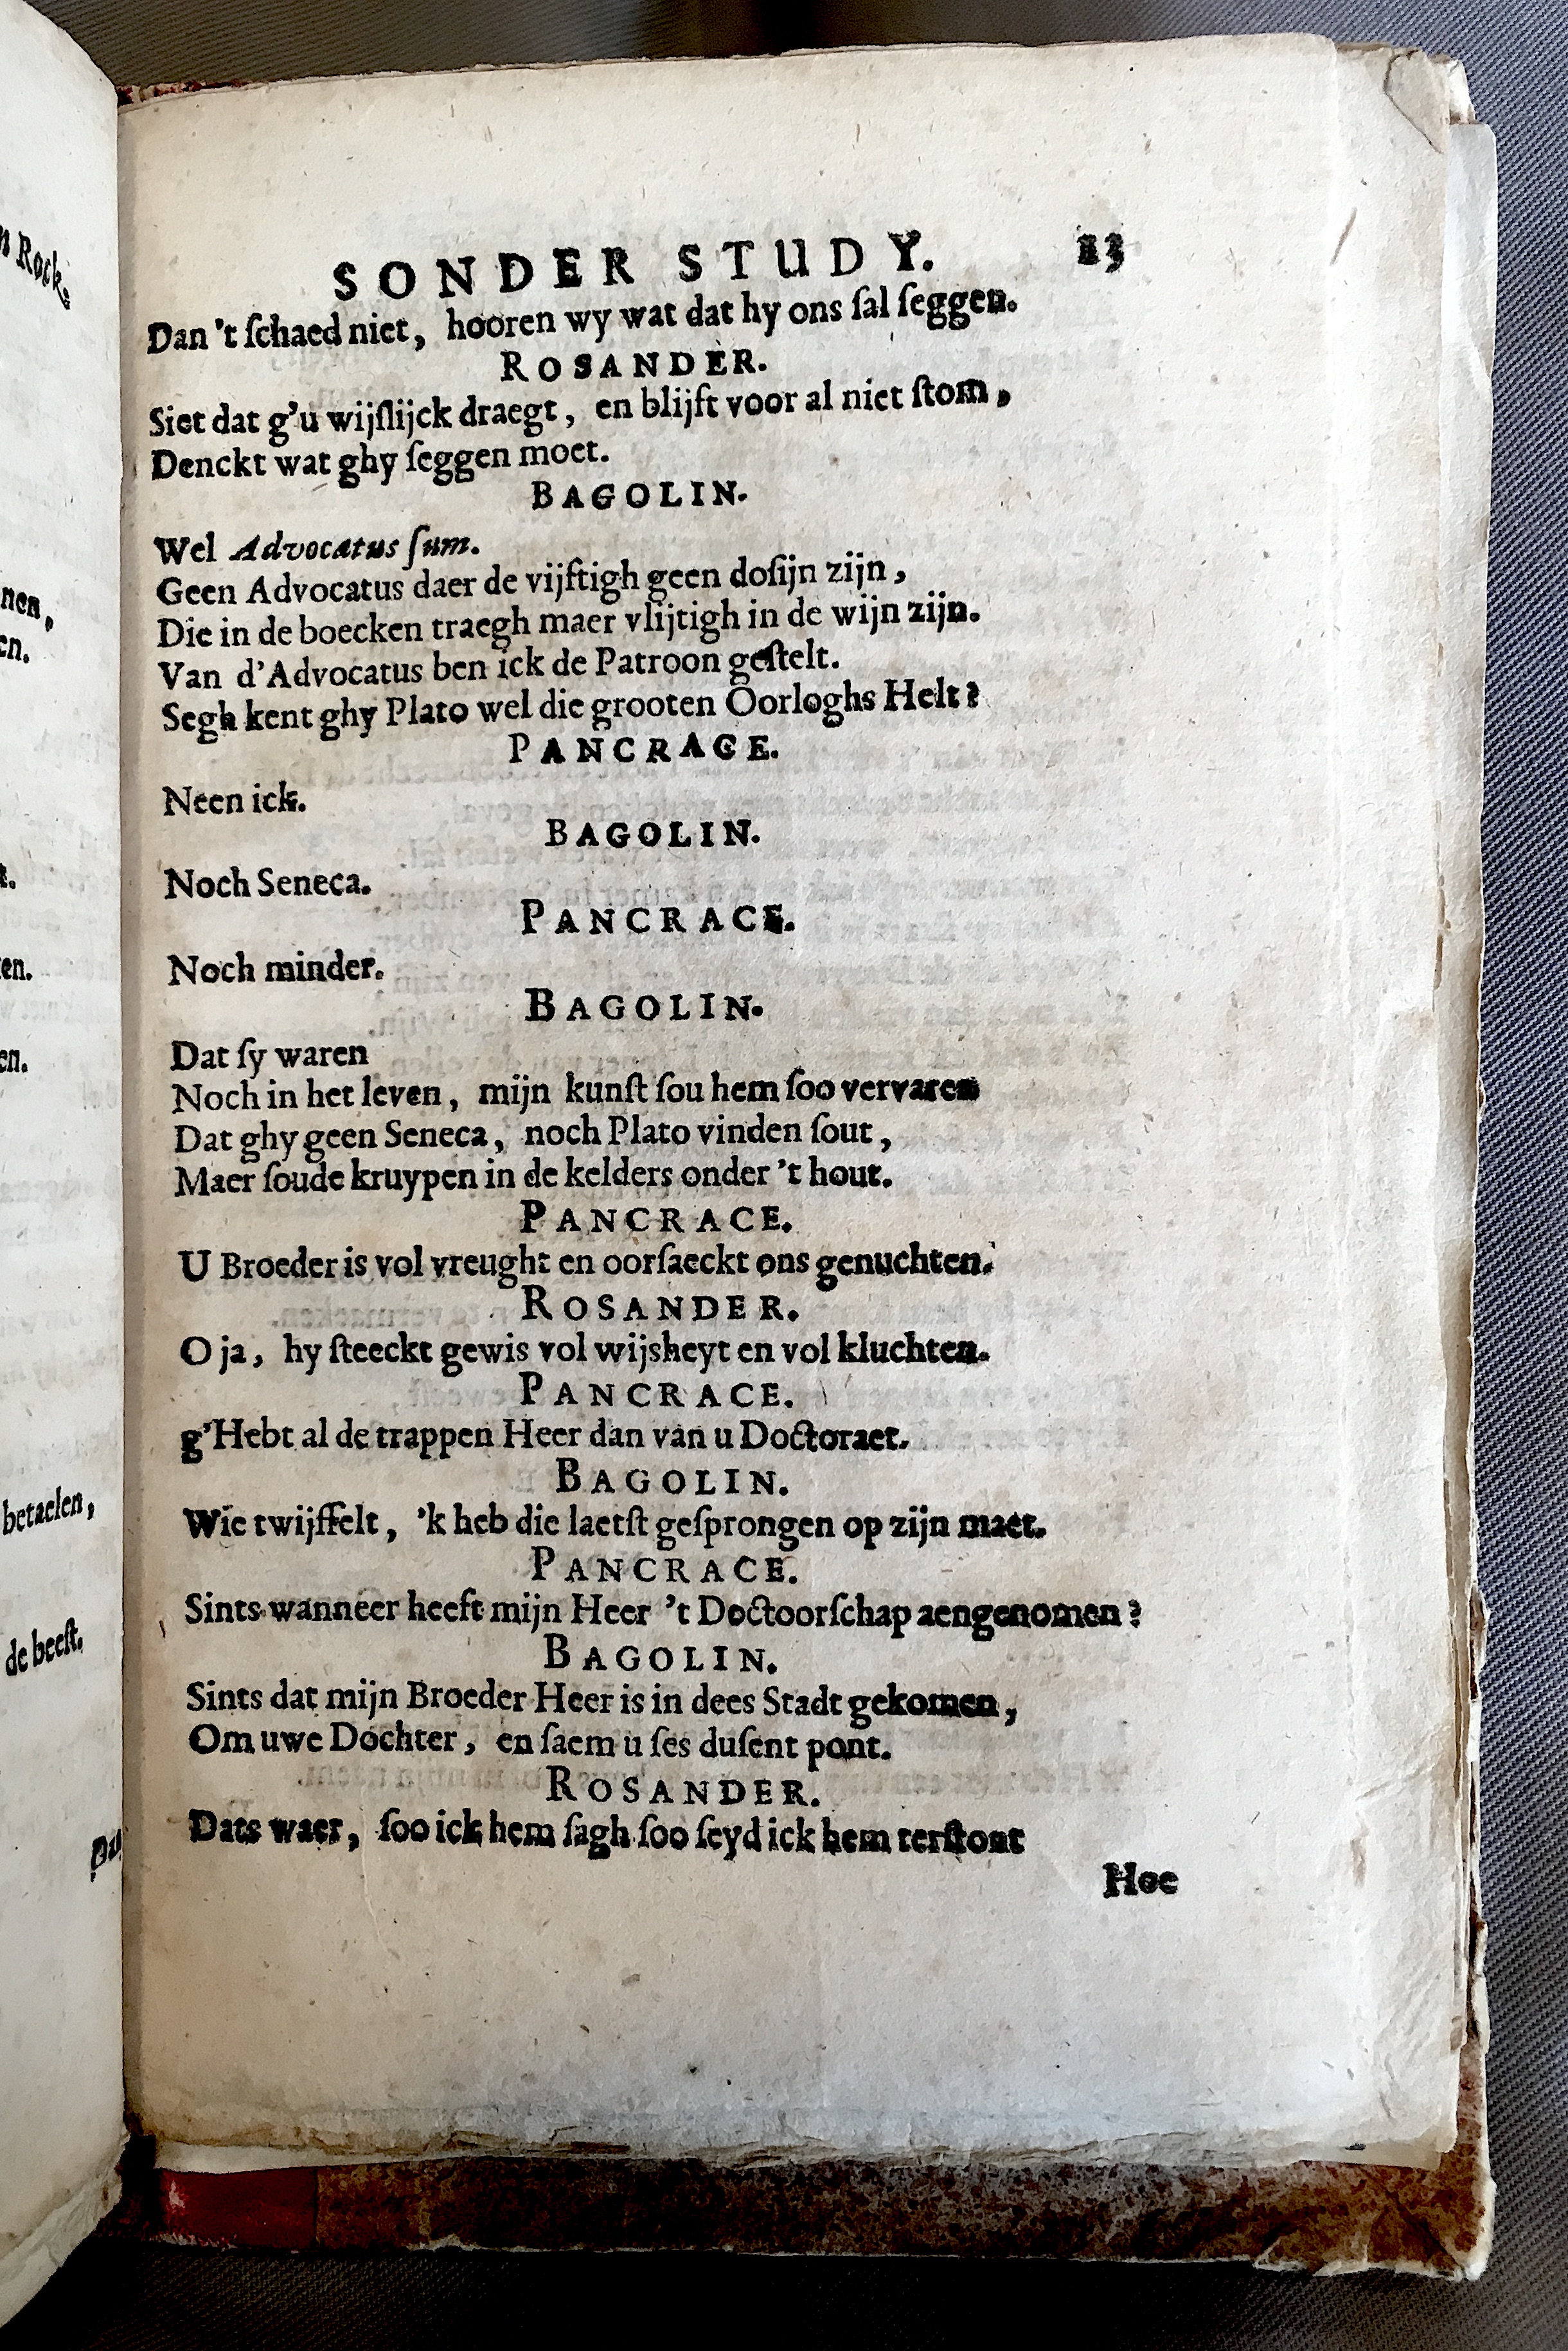 n Rock.
nen,
en.
t.
en.
en.
betaelen,
de beest.
SONDER STUDY. 13
Dan 't ſchaed niet, hooren wy wat dat hy ons ſal ſeggen.
ROSANDER.
Siet dat g'u wijſlijck draegt, en blijft voor al niet ſtom,
Denckt wat ghy ſeggen moet.
BAGOLIN.
Wel Advocatus ſum.
Geen Advocatus daer de vijftigh geen doſijn zijn,
Die in de boecken traegh maer vlijtigh in de wijn zijn.
Van d'Advocatus ben ick de Patroon geſtelt.
Segh kent ghy Plato wel die grooten Oorloghs Helt?
PANCRACE.
Neen ick.
BAGOLIN.
Noch Seneca.
PANCRACE.
Noch minder.
BAGOLIN.
Dat ſy waren
Noch in het leven, mijn kunſt ſou hem ſoo vervaren
Dat ghy geen Seneca, noch Plato vinden ſout,
Maer ſoude kruypen in de kelders onder 't hout.
PANCRACE.
U Broeder is vol vreught en oorſaeckt ons genuchten.
ROSANDER.
O ja, hy ſteeckt gewis vol wijsheyt en vol kluchten.
PANCRACE.
g'Hebt al de trappen Heer dan van u Doctoraet.
BAGOLIN.
Wie twijffelt, 'k heb die laetſt geſprongen op zijn maet.
PANCRACE.
Sints wanneer heeft mijn Heer 't Doctoorſchap aengenomen?
BAGOLIN.
Sints dat mijn Broeder Heer is in dees Stadt gekomen,
Om uwe Dochter, en ſaem u ſes duſent pont.
ROSANDER.
Dats waer, ſoo ick hem ſagh ſoo ſeyd ick hem terſtont
Hoe